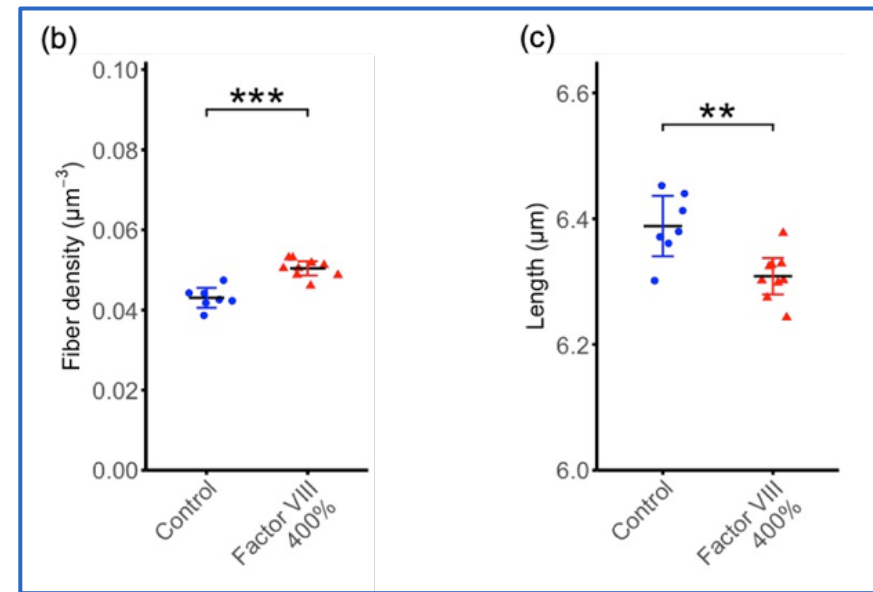 (b)
Fiber density (µm⁻³)
0.10
0.08
0.06
0.04
0.02
0.00
***
Control
Factor VIII
400%
(c)
Length (µm)
6.6
6.4
6.2
6.0
**
Control
Factor VIII
400%